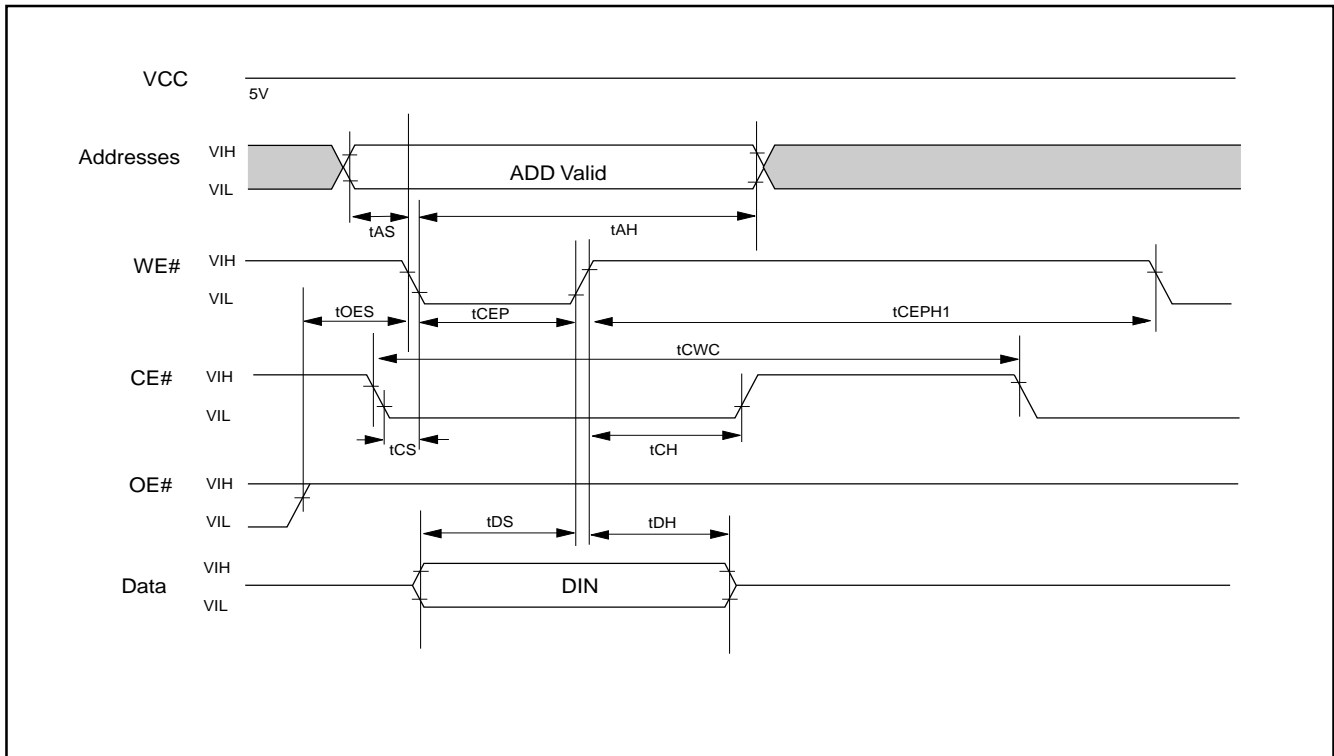 VCC
5V
Addresses
VIH
VIL
ADD Valid
tAS
tAH
WE#
VIH
VIL
tOES
tCEP
tCEPH1
tCWC
CE#
VIH
VIL
tCS
tCH
OE#
VIH
VIL
tDS
tDH
Data
VIH
VIL
DIN